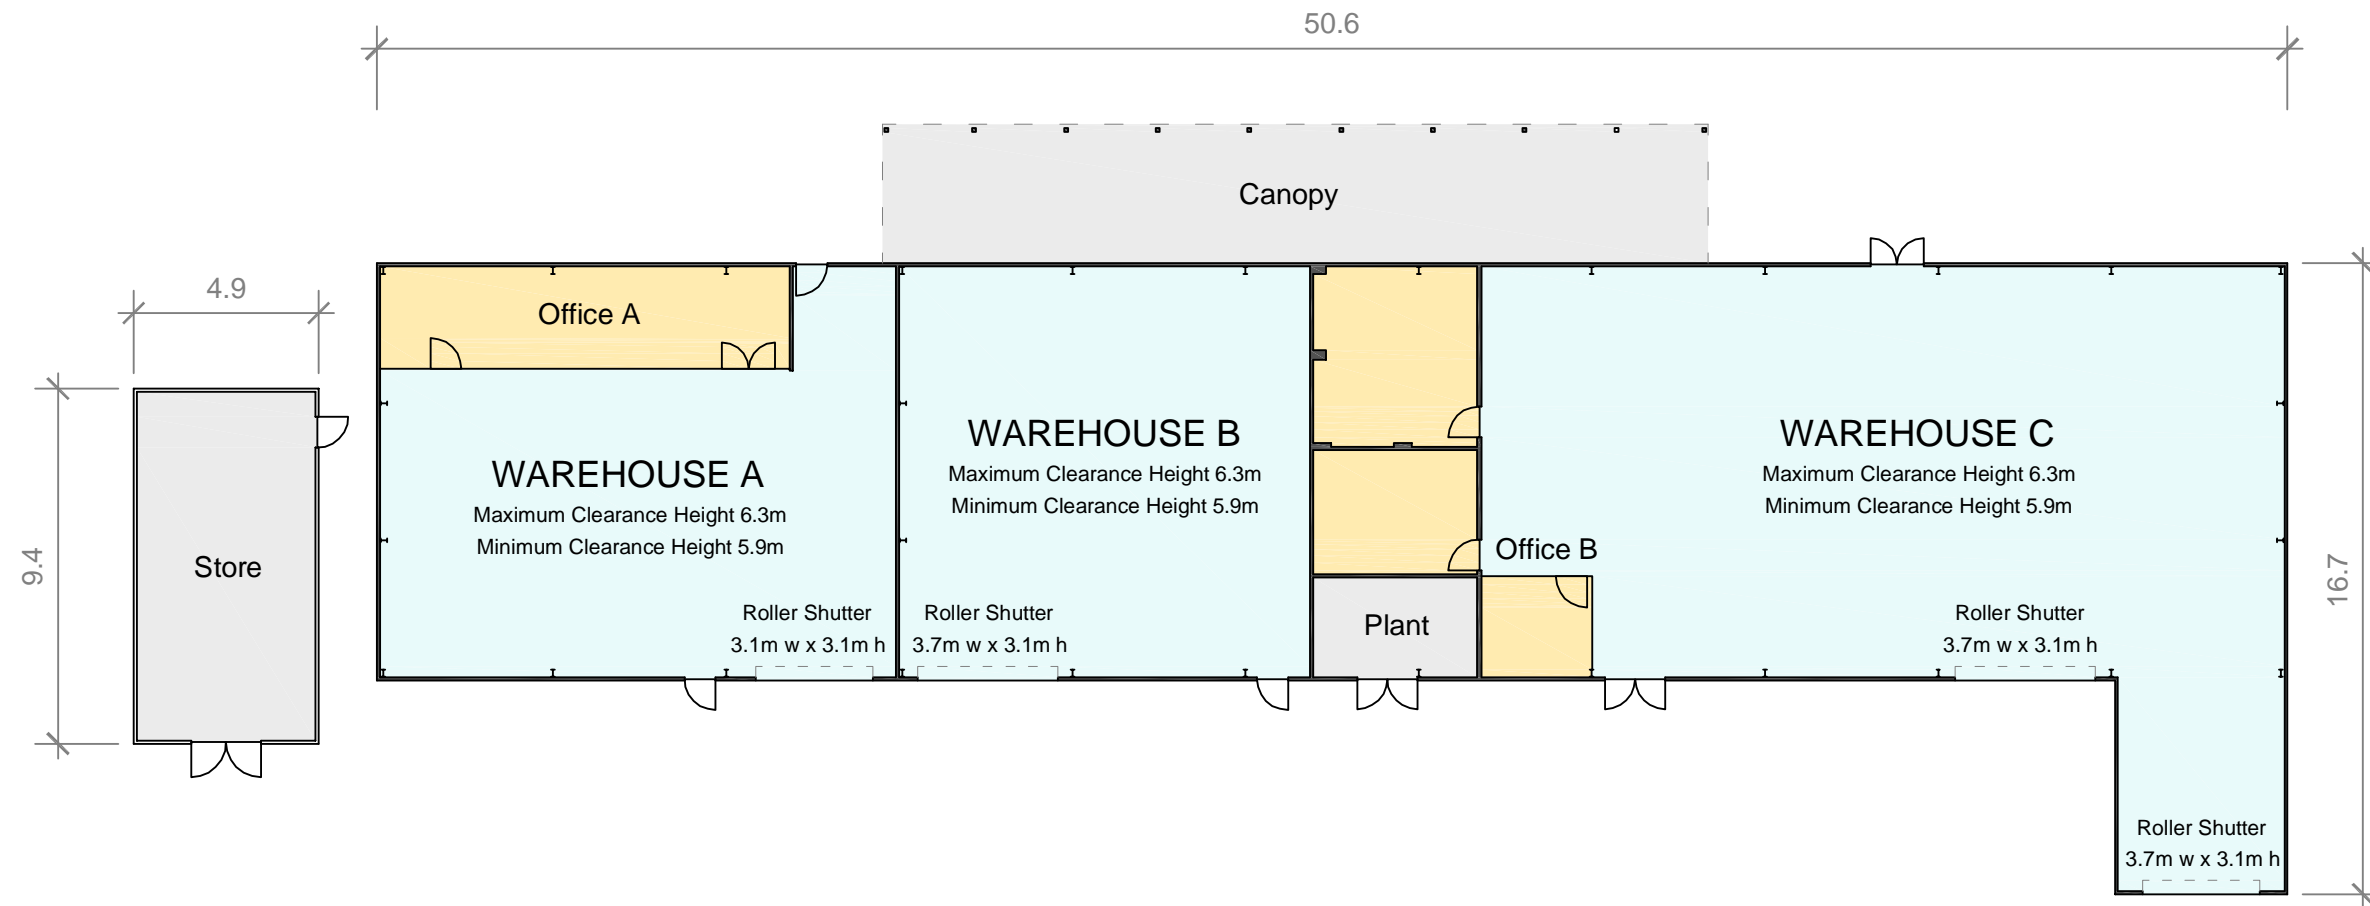 50.6
Canopy
4.9
Office A
WAREHOUSE A
Maximum Clearance Height 6.3m
Minimum Clearance Height 5.9m
WAREHOUSE B
Maximum Clearance Height 6.3m
Minimum Clearance Height 5.9m
WAREHOUSE C
Maximum Clearance Height 6.3m
Minimum Clearance Height 5.9m
Office B
9.4
Store
16.7
Roller Shutter
3.1m w x 3.1m h
Roller Shutter
3.7m w x 3.1m h
Plant
Roller Shutter
3.7m w x 3.1m h
Roller Shutter
3.7m w x 3.1m h